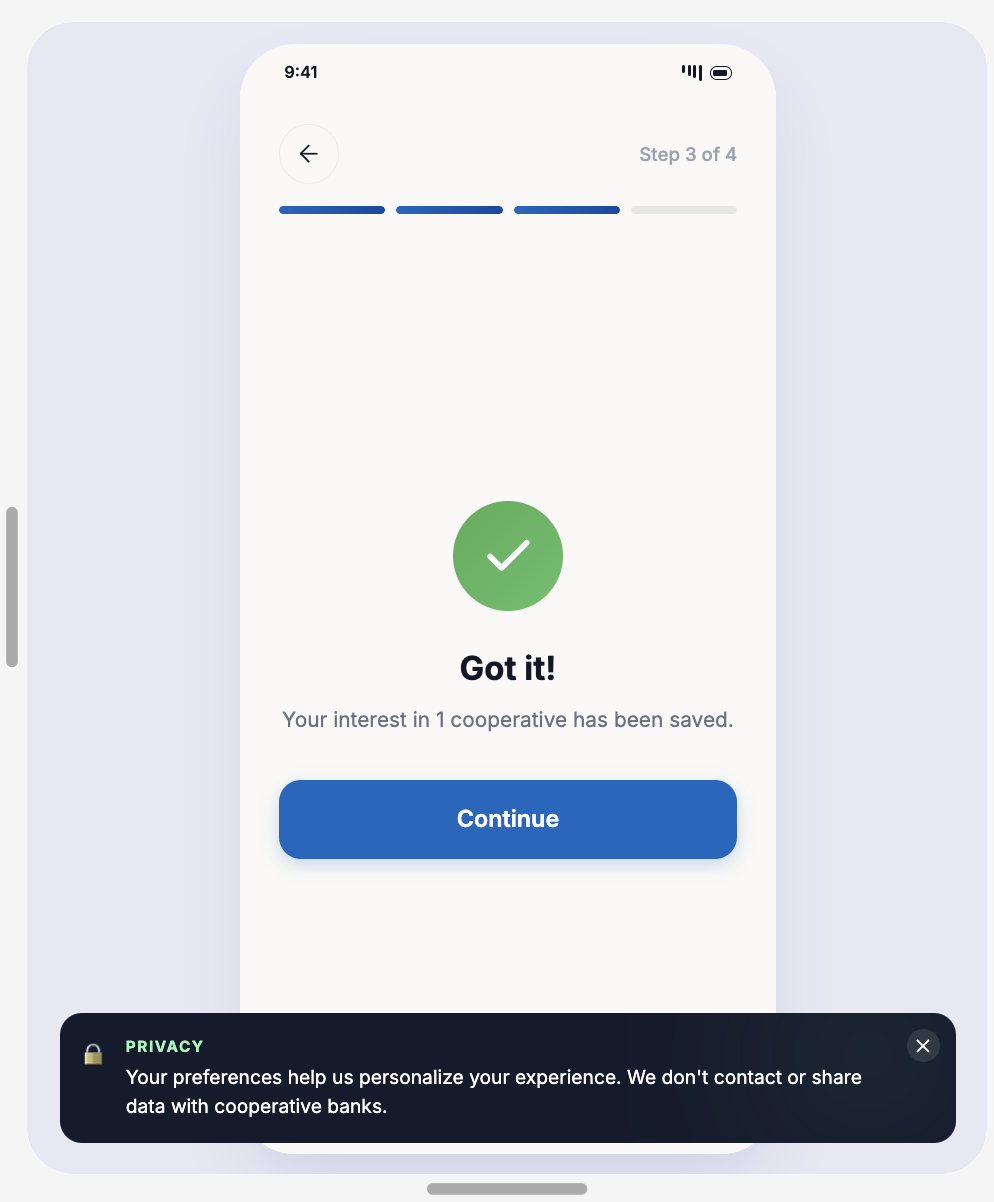 9:41
Step 3 of 4
Got it!
Your interest in 1 cooperative has been saved.
Continue
PRIVACY
Your preferences help us personalize your experience. We don't contact or share
data with cooperative banks.